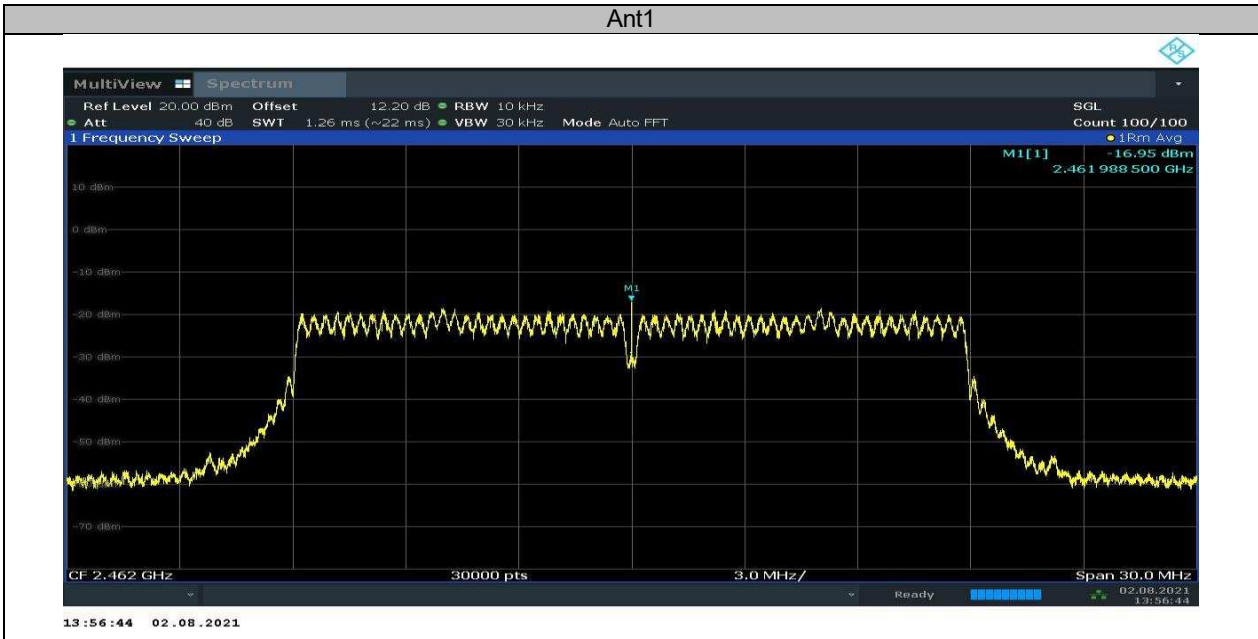 Ant1
R&S
MultiView Spectrum
Ref Level 20.00 dBm Offset 12.20 dB RBW 10 kHz SGL
Att 40 dB SWT 1.26 ms (~22 ms) VBW 30 kHz Mode Auto FFT Count 100/100
1 Frequency Sweep 1Rm Avg
M1[1] -16.95 dBm
2.461 988 500 GHz
10 dBm
0 dBm
-10 dBm
M1
-20 dBm
-30 dBm
-40 dBm
-50 dBm
-70 dBm
CF 2.462 GHz 30000 pts 3.0 MHz/ Span 30.0 MHz
Ready 02.08.2021
13:56:44
13:56:44 02.08.2021